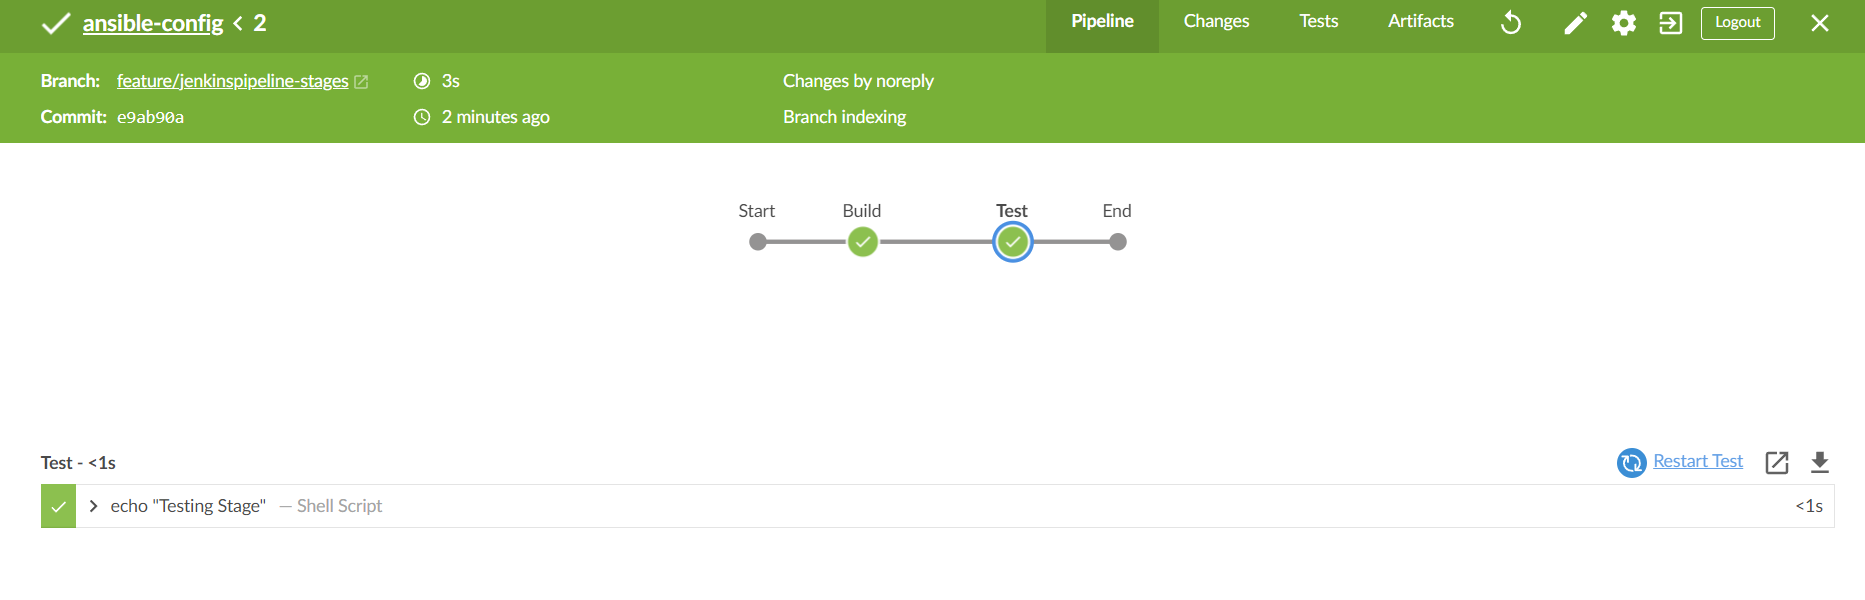 ansible-config < 2
Pipeline
Changes
Tests
Artifacts
Logout
Branch: feature/jenkinspipeline-stages
3s
Changes by noreply
Commit: e9ab90a
2 minutes ago
Branch indexing
Start
Build
Test
End
Test - <1s
Restart Test
echo "Testing Stage" — Shell Script
<1s